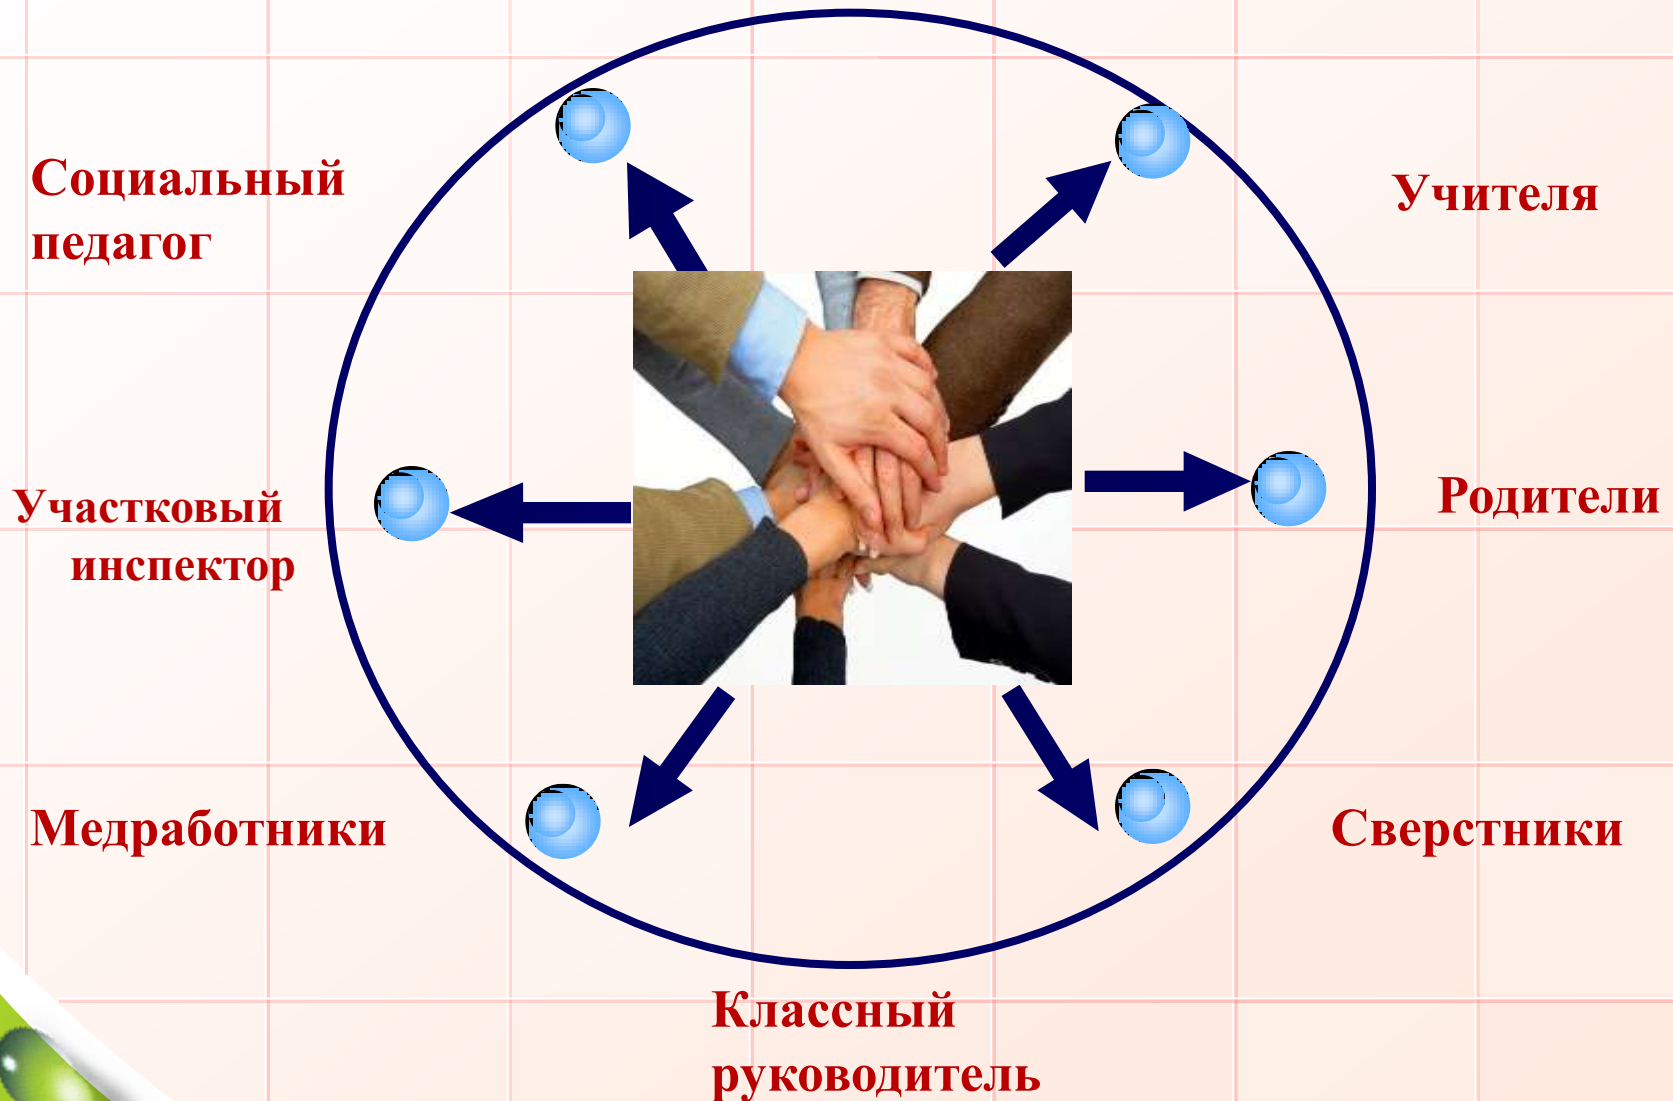 Социальный
педагог
Учителя
Участковый
инспектор
Родители
Медработники
Сверстники
Классный
руководитель